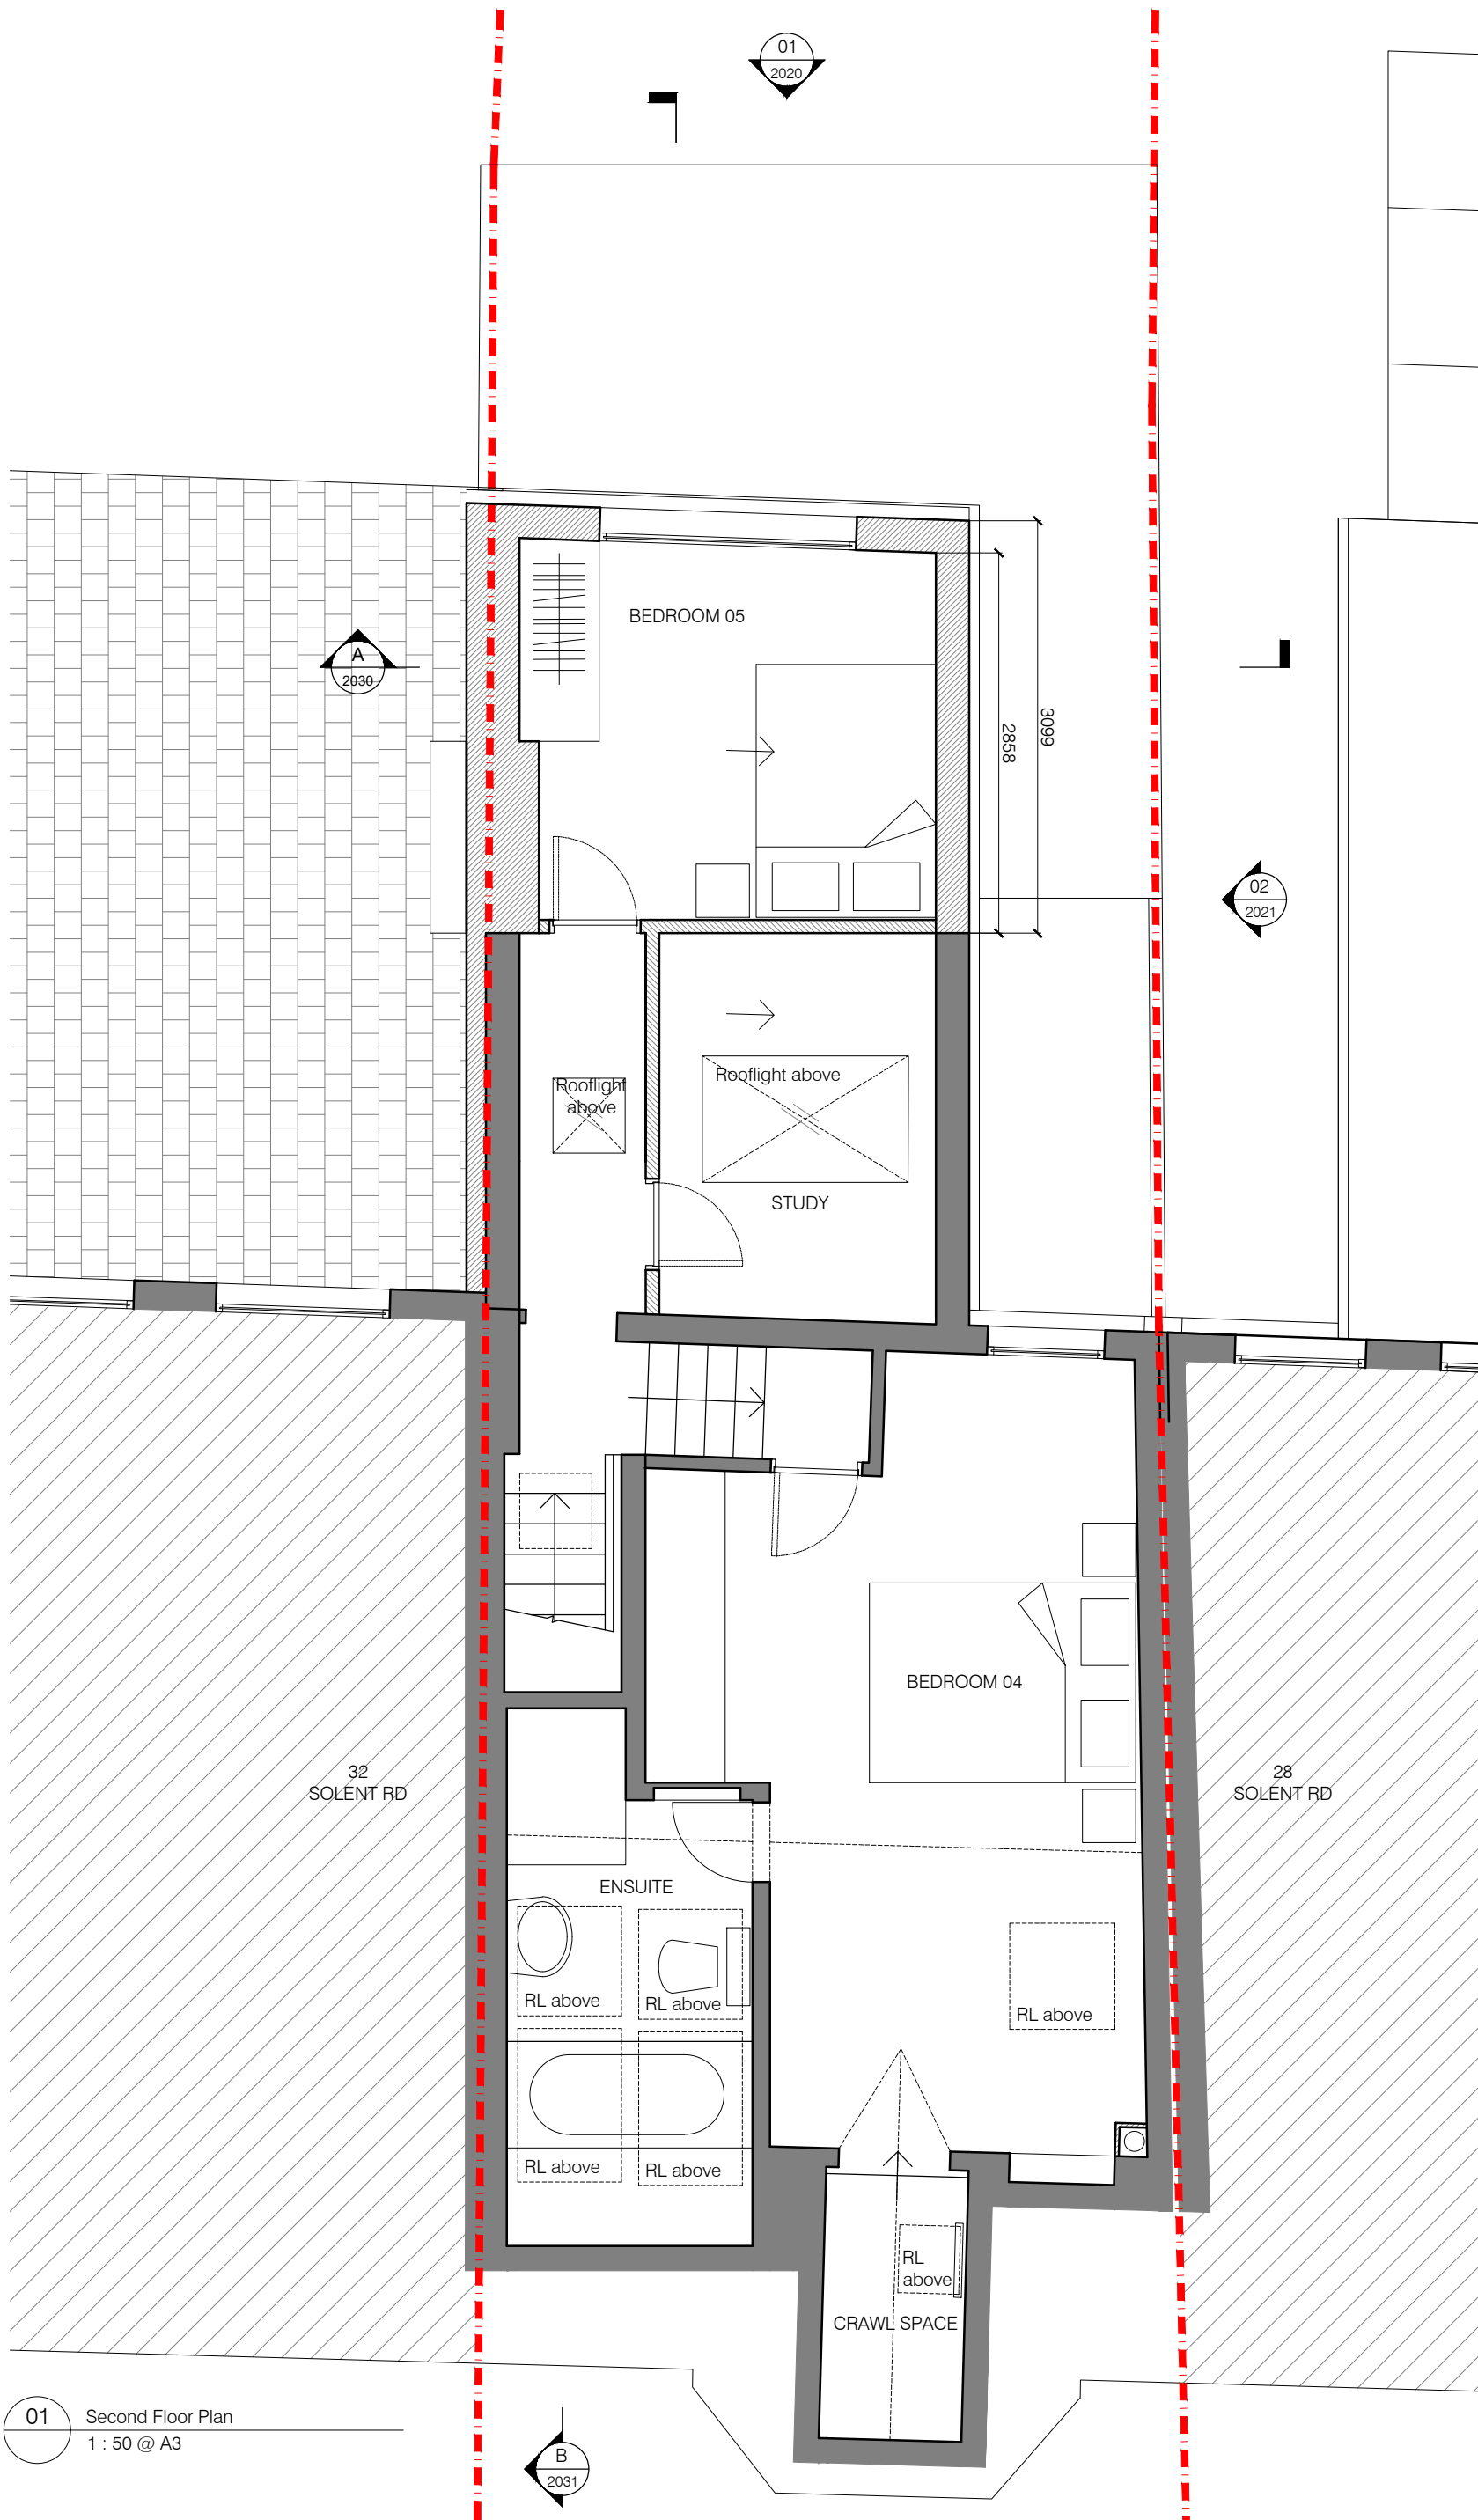 01
2020
BEDROOM 05
A
2030
3099
2858
02
2021
Rooflight
above
Rooflight above
STUDY
BEDROOM 04
32
SOLENT RD
28
SOLENT RD
ENSUITE
RL above
RL above
RL above
RL above
RL above
RL
above
CRAWL SPACE
01
Second Floor Plan
1 : 50 @ A3
B
2031